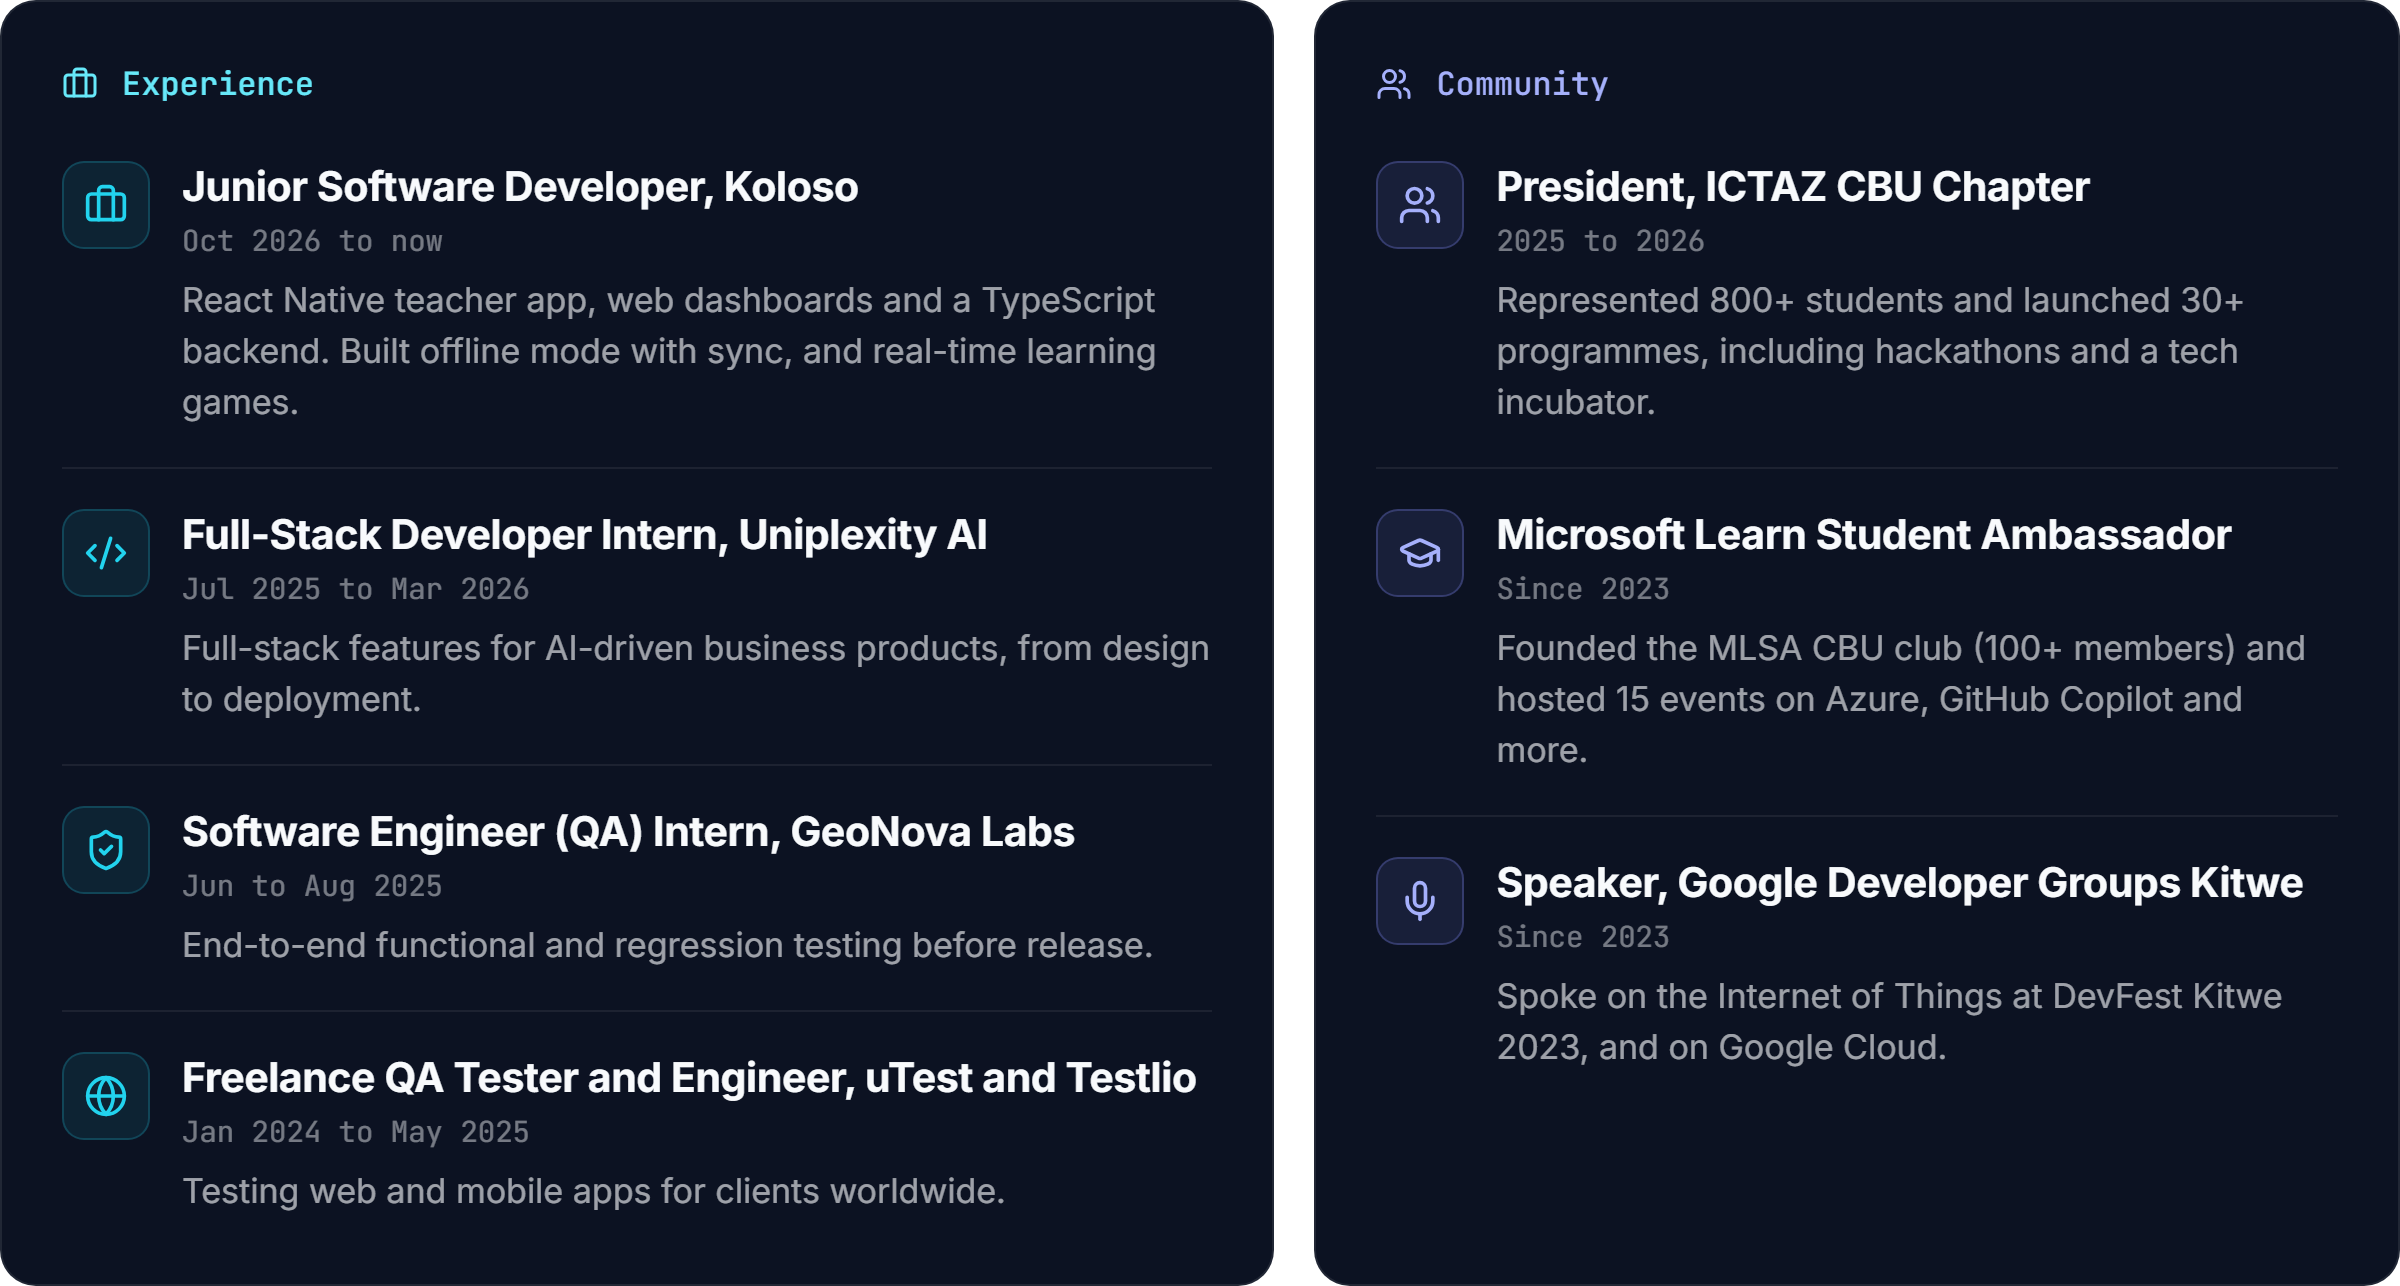 Experience
Junior Software Developer, Koloso
Oct 2026 to now
React Native teacher app, web dashboards and a TypeScript
backend. Built offline mode with sync, and real-time learning
games.
Full-Stack Developer Intern, Uniplexity AI
Jul 2025 to Mar 2026
Full-stack features for AI-driven business products, from design
to deployment.
Software Engineer (QA) Intern, GeoNova Labs
Jun to Aug 2025
End-to-end functional and regression testing before release.
Freelance QA Tester and Engineer, uTest and Testlio
Jan 2024 to May 2025
Testing web and mobile apps for clients worldwide.
Community
President, ICTAZ CBU Chapter
2025 to 2026
Represented 800+ students and launched 30+
programmes, including hackathons and a tech
incubator.
Microsoft Learn Student Ambassador
Since 2023
Founded the MLSA CBU club (100+ members) and
hosted 15 events on Azure, GitHub Copilot and
more.
Speaker, Google Developer Groups Kitwe
Since 2023
Spoke on the Internet of Things at DevFest Kitwe
2023, and on Google Cloud.